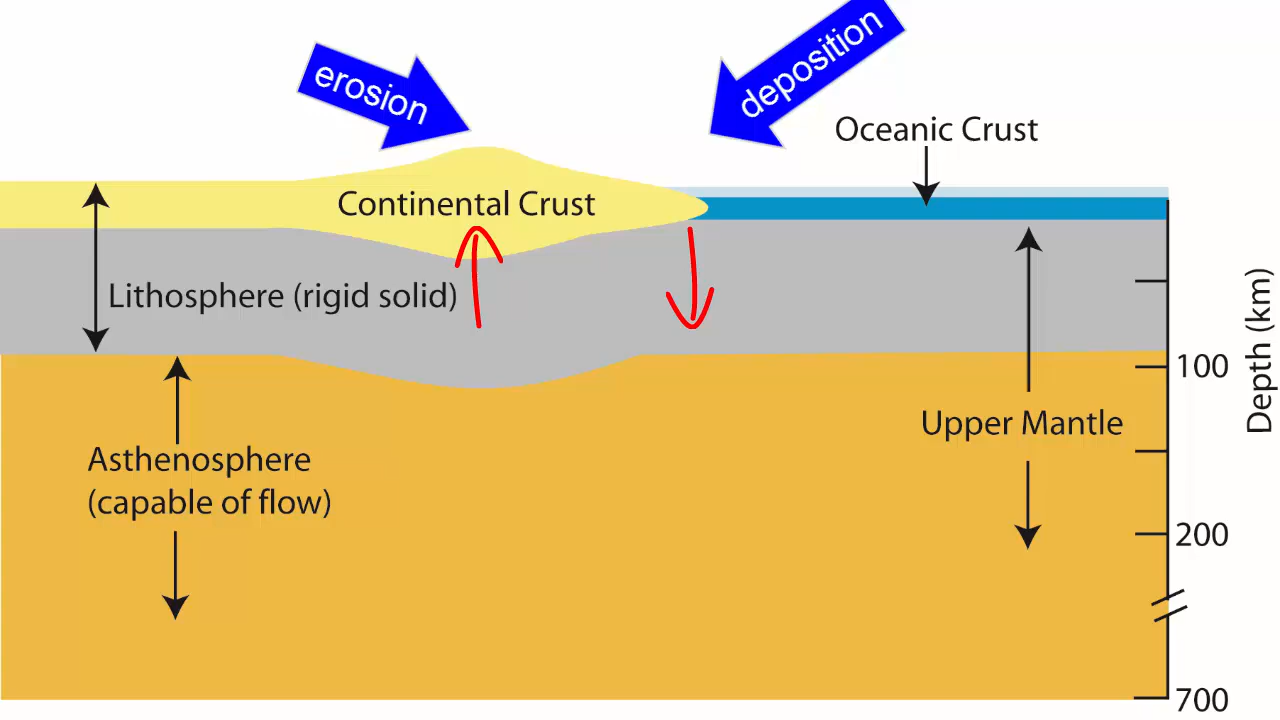 erosion
deposition
Oceanic Crust
Continental Crust
Lithosphere (rigid solid)
Asthenosphere
(capable of flow)
Upper Mantle
100
200
700
Depth (km)